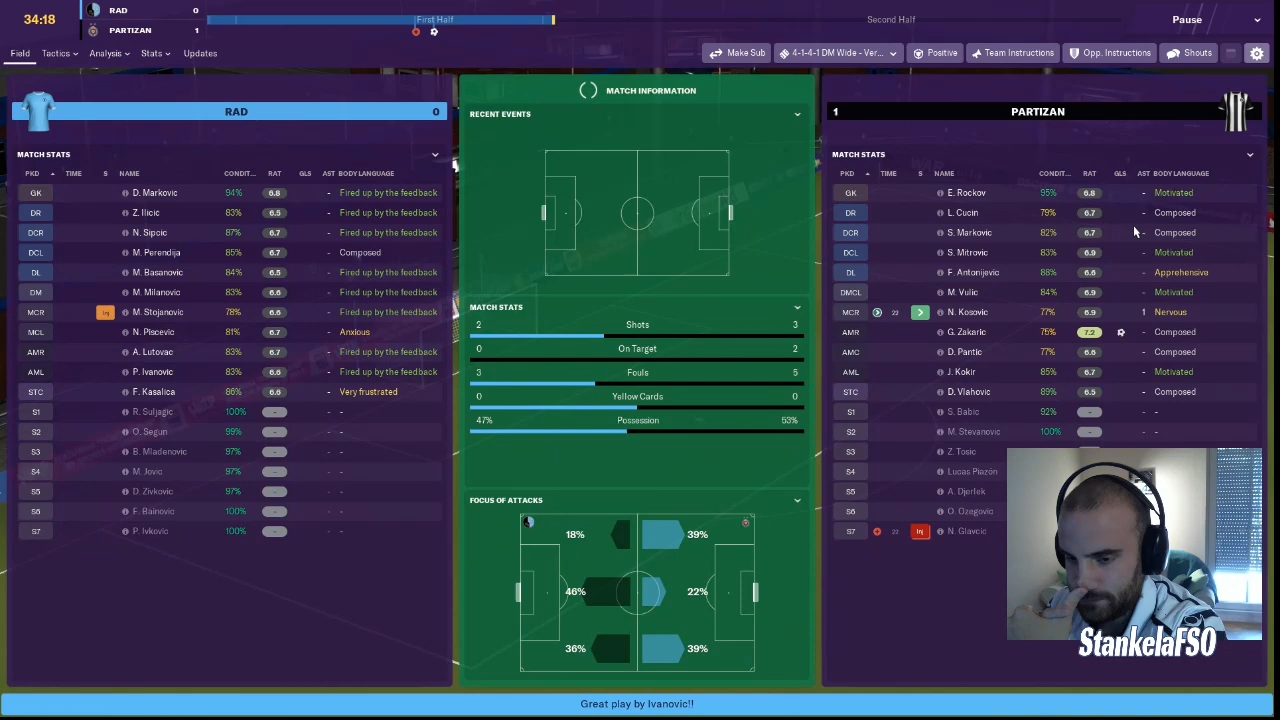 34:18
RAD 0
PARTIZAN 1
First Half
Second Half
Pause
Field Tactics Analysis Stats Updates
Make Sub 4-1-4-1 DM Wide - Ver... Positive Team Instructions Opp. Instructions Shouts
RAD 0
MATCH STATS
PKD TIME S NAME CONDIT... RAT GLS AST BODY LANGUAGE
GK D. Markovic 94% 6.8 - Fired up by the feedback
DR Z. Ilicic 83% 6.5 - Fired up by the feedback
DCR N. Sipcic 87% 6.7 - Fired up by the feedback
DCL M. Perendija 85% 6.7 - Composed
DL M. Basanovic 84% 6.5 - Fired up by the feedback
DM M. Milanovic 83% 6.6 - Fired up by the feedback
MCR Inj M. Stojanovic 78% 6.6 - Fired up by the feedback
MCL N. Piscevic 81% 6.7 - Anxious
AMR A. Lutovac 83% 6.7 - Fired up by the feedback
AML P. Ivanovic 83% 6.6 - Fired up by the feedback
STC F. Kasalica 86% 6.6 - Very frustrated
S1 R. Suljagic 100% - - -
S2 O. Segun 99% - - -
S3 B. Mladenovic 97% - - -
S4 M. Jovic 97% - - -
S5 D. Zivkovic 97% - - -
S6 F. Bainovic 100% - - -
S7 P. Ivkovic 100% - - -
MATCH INFORMATION
RECENT EVENTS
MATCH STATS
2 Shots 3
0 On Target 2
3 Fouls 5
0 Yellow Cards 0
47% Possession 53%
FOCUS OF ATTACKS
18% 39%
46% 22%
36% 39%
1 PARTIZAN
MATCH STATS
PKD TIME S NAME CONDIT... RAT GLS AST BODY LANGUAGE
GK E. Rockov 95% 6.8 - Motivated
DR L. Cucin 79% 6.7 - Composed
DCR S. Markovic 82% 6.7 - Composed
DCL S. Mitrovic 83% 6.9 - Motivated
DL F. Antonijevic 88% 6.6 - Apprehensive
DMCL M. Vulic 84% 6.9 - Motivated
MCR 22 N. Kosovic 77% 6.9 1 Nervous
AMR G. Zakaric 75% 7.2 - Composed
AMC D. Pantic 77% 6.6 - Composed
AML J. Kokir 85% 6.7 - Motivated
STC D. Vlahovic 89% 6.5 - Composed
S1 S. Babic 92% - - -
S2 M. Stevanovic 100% - - -
S3 Z. Tosic
S4 Lucas Piazón
S5 A. Djerlek
S6 O. Ozegovic
S7 22 Inj N. Glavcic
StankelaFSO
Great play by Ivanovic!!